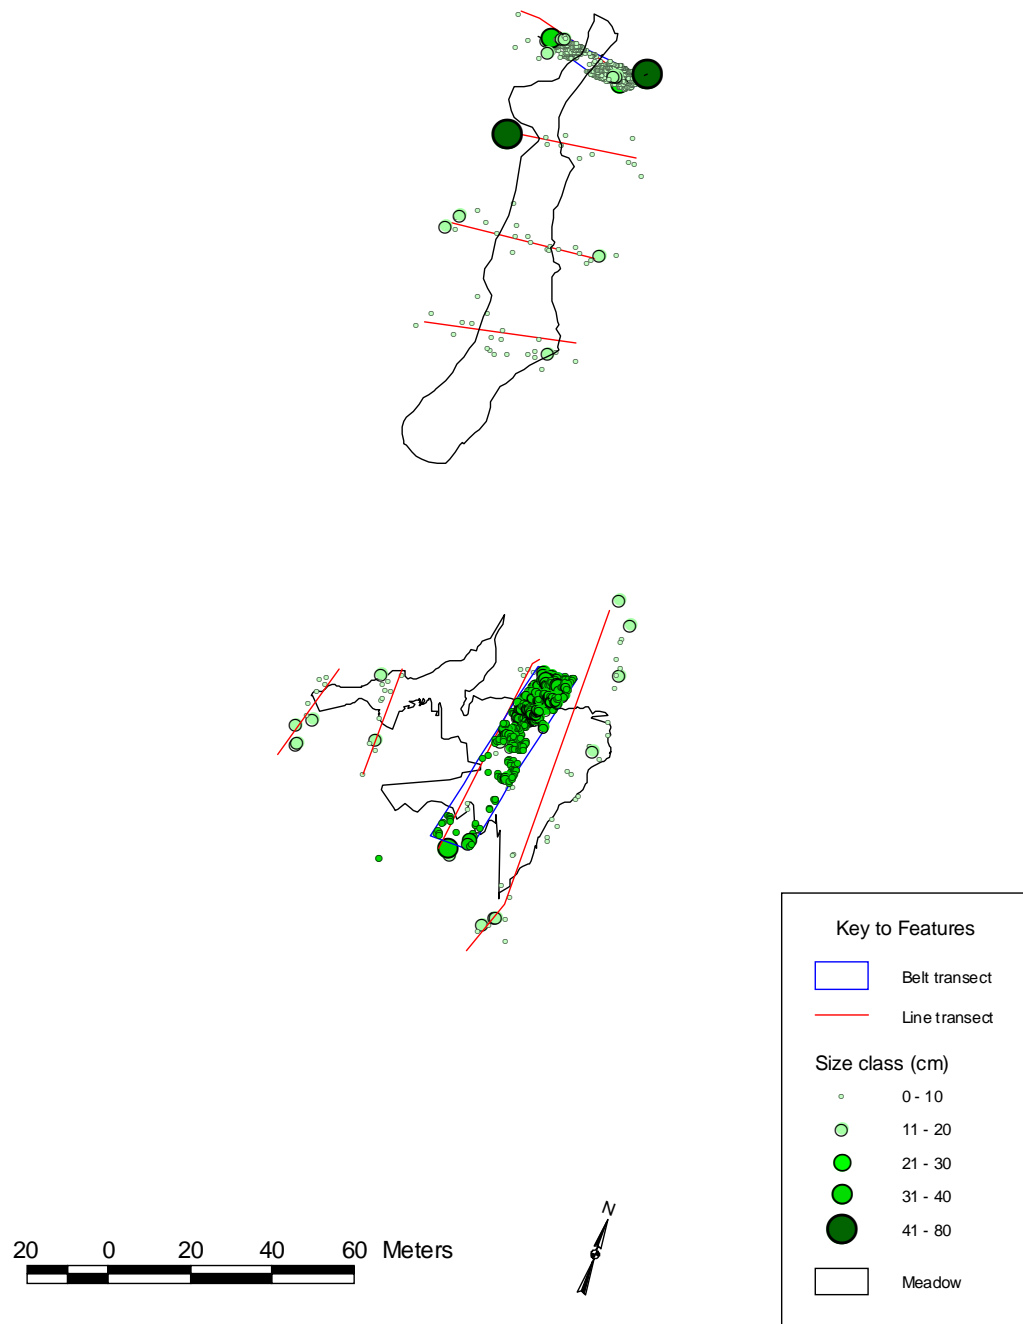 Key to Features
Belt transect
Line transect
Size class (cm)
0 - 10
11 - 20
21 - 30
31 - 40
41 - 80
Meadow
N
20 0 20 40 60 Meters